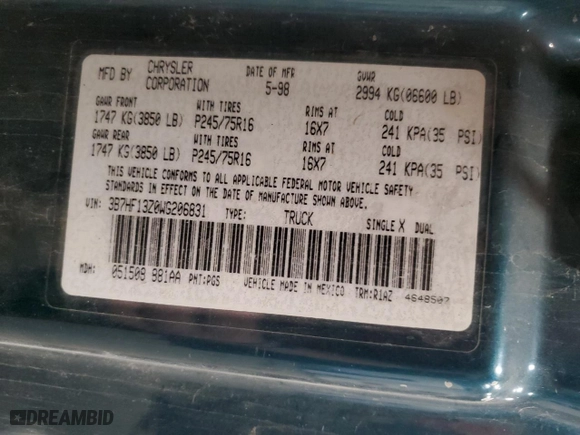 MFD BY CHRYSLER CORPORATION DATE OF MFR 5-98 GVWR 2994 KG(06600 LB)
GAWR FRONT WITH TIRES RIMS AT COLD
1747 KG(3850 LB) P245/75R16 16X7 241 KPA(35 PSI)
GAWR REAR WITH TIRES RIMS AT COLD
1747 KG(3850 LB) P245/75R16 16X7 241 KPA(35 PSI)
THIS VEHICLE CONFORMS TO ALL APPLICABLE FEDERAL MOTOR VEHICLE SAFETY
STANDARDS IN EFFECT ON THE DATE OF MANUFACTURE SHOWN ABOVE.
VIN: 3B7HF13Z0WG206831 TYPE: TRUCK SINGLE X DUAL
MDH: 051509 981AA PNT:PG5 VEHICLE MADE IN MEXICO TRM:R1AZ 4648507
DREAMBID